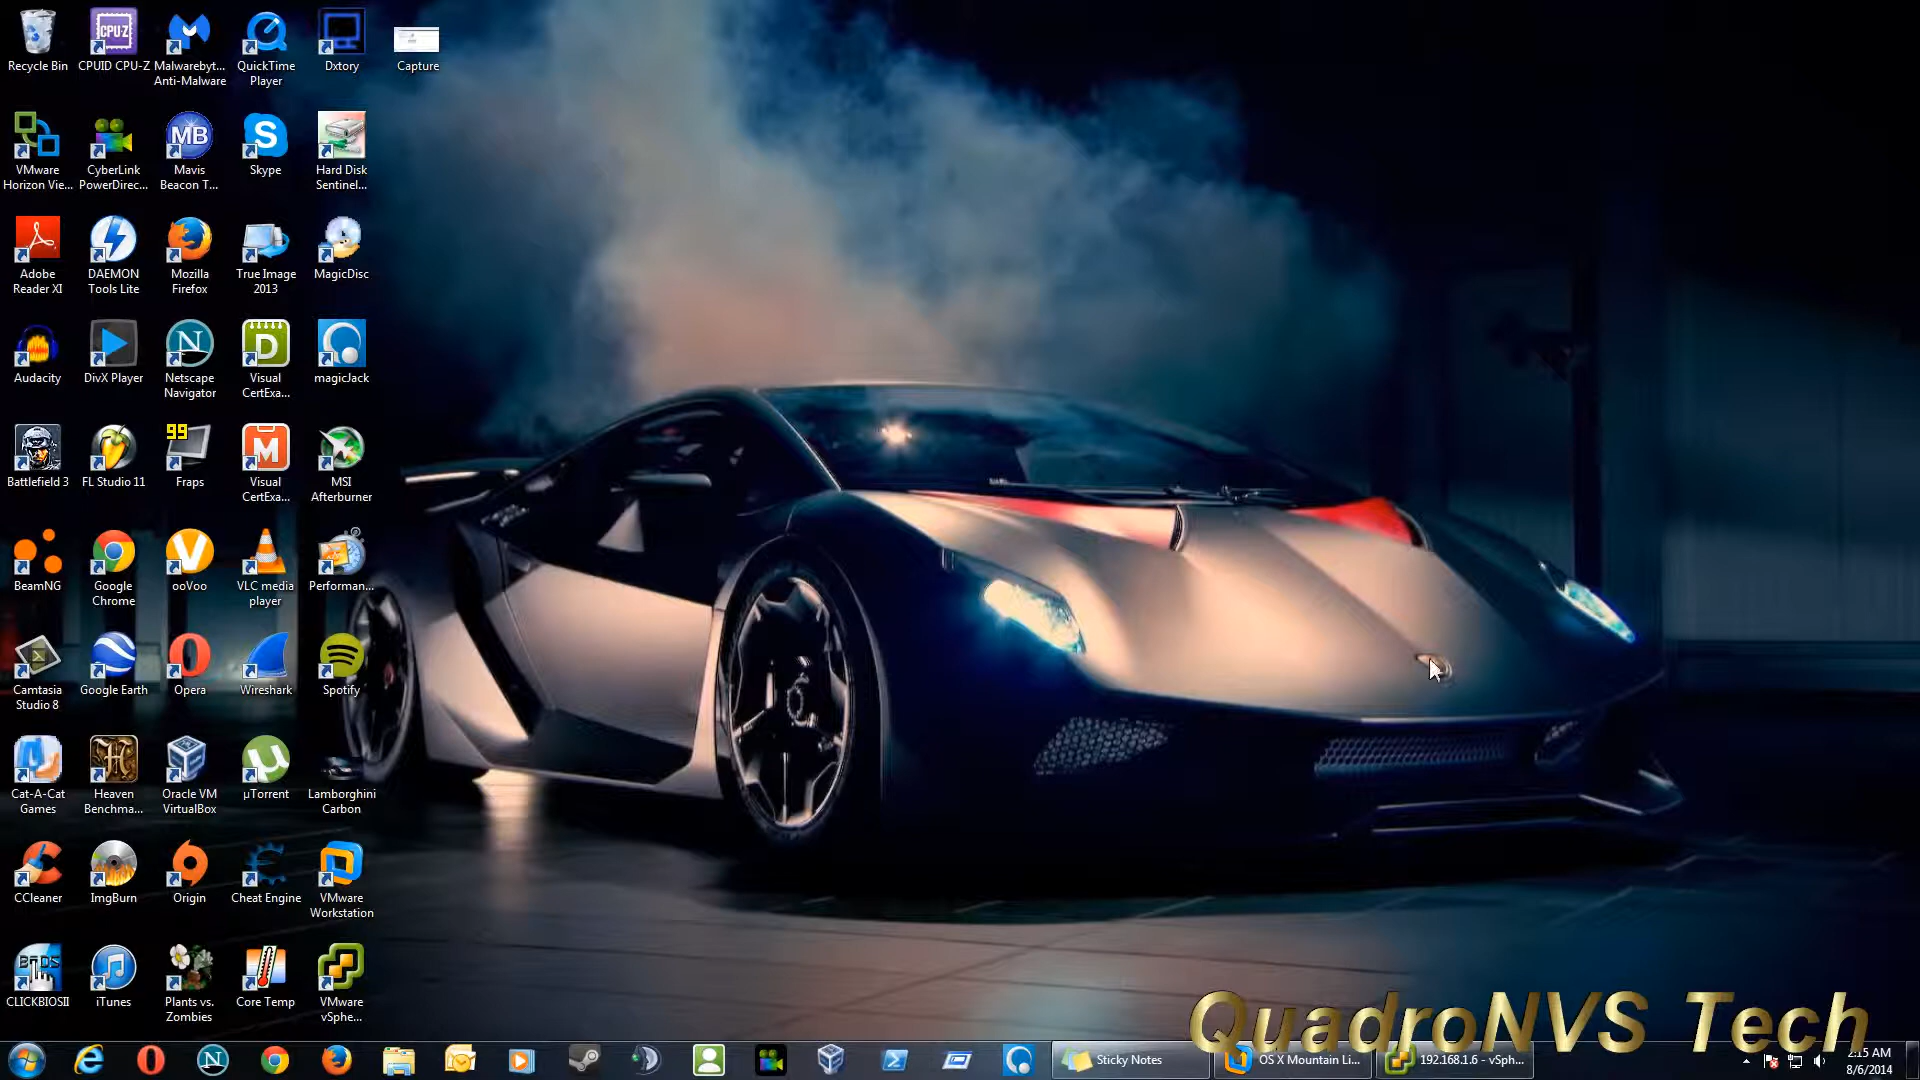 Recycle Bin
CPUID CPU-Z
Malwarebyt...
Anti-Malware
QuickTime
Player
Dxtory
Capture
VMware
Horizon Vie...
CyberLink
PowerDirec...
MB
Mavis
Beacon T...
Skype
Hard Disk
Sentinel...
Adobe
Reader XI
DAEMON
Tools Lite
Mozilla
Firefox
True Image
2013
MagicDisc
Audacity
DivX Player
Netscape
Navigator
Visual
CertExa...
magicJack
Battlefield 3
FL Studio 11
99
Fraps
Visual
CertExa...
MSI
Afterburner
BeamNG
Google
Chrome
ooVoo
VLC media
player
Performan...
Camtasia
Studio 8
Google Earth
Opera
Wireshark
Spotify
Cat-A-Cat
Games
Heaven
Benchma...
Oracle VM
VirtualBox
µTorrent
Lamborghini
Carbon
CCleaner
ImgBurn
Origin
Cheat Engine
VMware
Workstation
CLICKBIOSII
iTunes
Plants vs.
Zombies
Core Temp
VMware
vSphe...
QuadroNVS Tech
Sticky Notes
OS X Mountain Li...
192.168.1.6 - vSph...
2:15 AM
8/6/2014